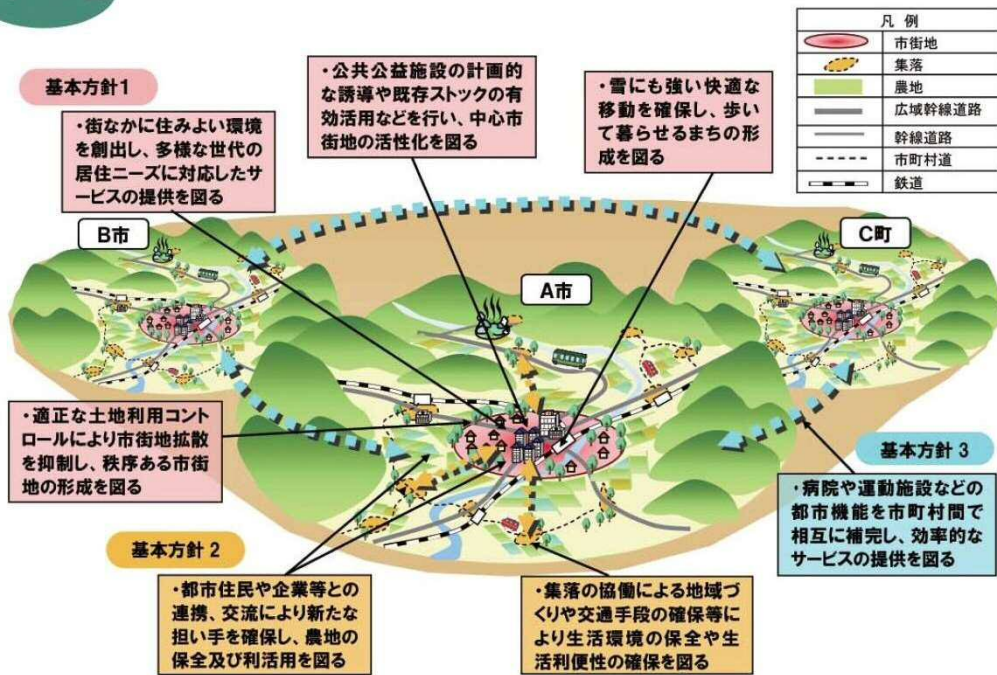 凡 例
市街地
集落
農地
広域幹線道路
幹線道路
市町村道
鉄道
基本方針1
・街なかに住みよい環境
を創出し、多様な世代の
居住ニーズに対応したサ
ービスの提供を図る
・公共公益施設の計画的
な誘導や既存ストックの有
効活用などを行い、中心市
街地の活性化を図る
・雪にも強い快適な
移動を確保し、歩い
て暮らせるまちの形
成を図る
B市
A市
C町
・適正な土地利用コント
ロールにより市街地拡散
を抑制し、秩序ある市街
地の形成を図る
基本方針3
・病院や運動施設などの
都市機能を市町村間で
相互に補完し、効率的な
サービスの提供を図る
基本方針2
・都市住民や企業等との
連携、交流により新たな
担い手を確保し、農地の
保全及び利活用を図る
・集落の協働による地域づ
くりや交通手段の確保等に
より生活環境の保全や生
活利便性の確保を図る